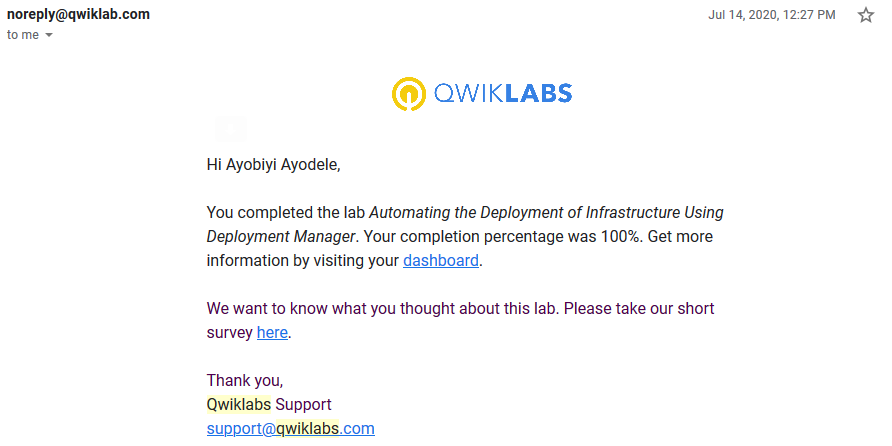 noreply@qwiklab.com Jul 14, 2020, 12:27 PM
to me
QWIKLABS
Hi Ayobiyi Ayodele,
You completed the lab Automating the Deployment of Infrastructure Using
Deployment Manager. Your completion percentage was 100%. Get more
information by visiting your dashboard.
We want to know what you thought about this lab. Please take our short
survey here.
Thank you,
Qwiklabs Support
support@qwiklabs.com